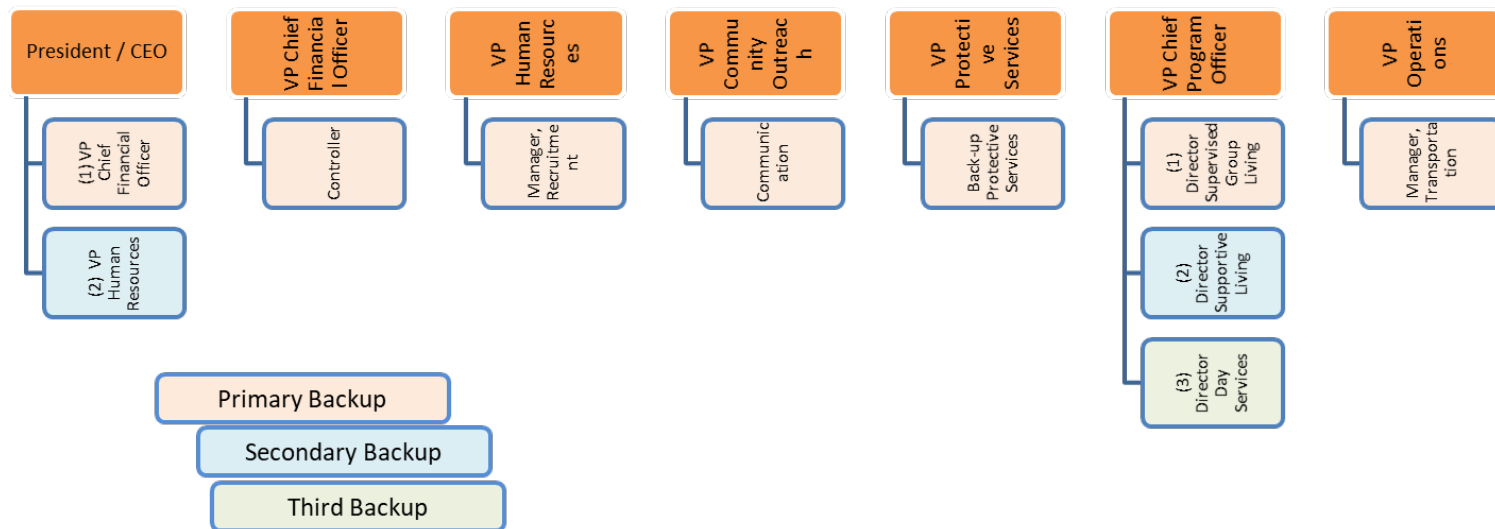 President / CEO
VP Chief
Financia
l Officer
VP
Human
Resourc
es
VP
Commu
nity
Outreac
h
VP
Protecti
ve
Services
VP Chief
Program
Officer
VP
Operati
ons
(1) VP
Chief
Financial
Officer
Controller
Manager,
Recruitme
nt
Communic
ation
Back-up
Protective
Services
(1)
Director
Supervised
Group
Living
Manager,
Transporta
tion
(2) VP
Human
Resources
(2)
Director
Supportive
Living
(3)
Director
Day
Services
Primary Backup
Secondary Backup
Third Backup